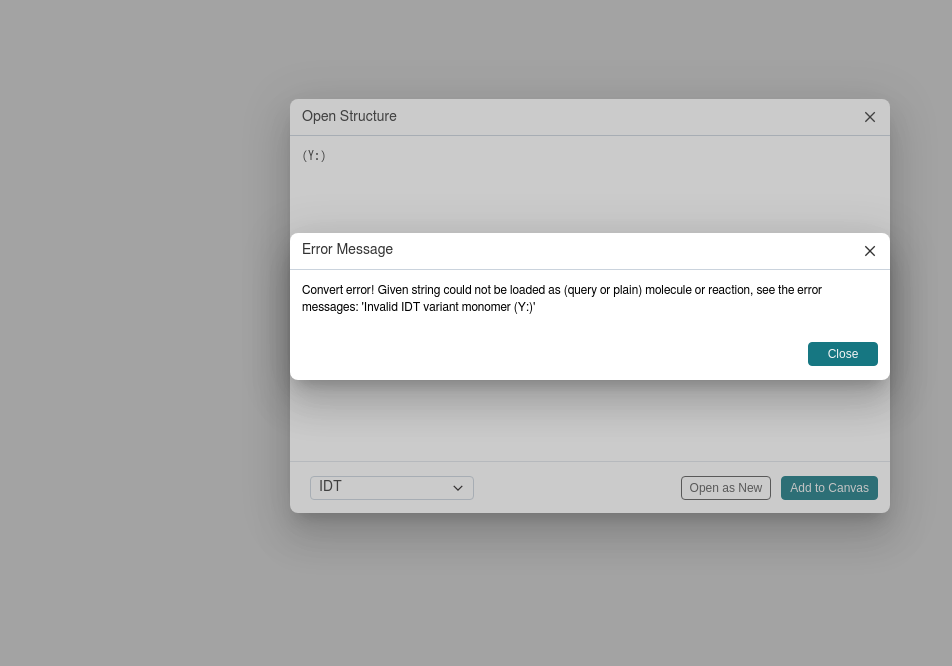 Open Structure
(Y:)
Error Message
Convert error! Given string could not be loaded as (query or plain) molecule or reaction, see the error
messages: 'Invalid IDT variant monomer (Y:)'
Close
IDT
Open as New
Add to Canvas